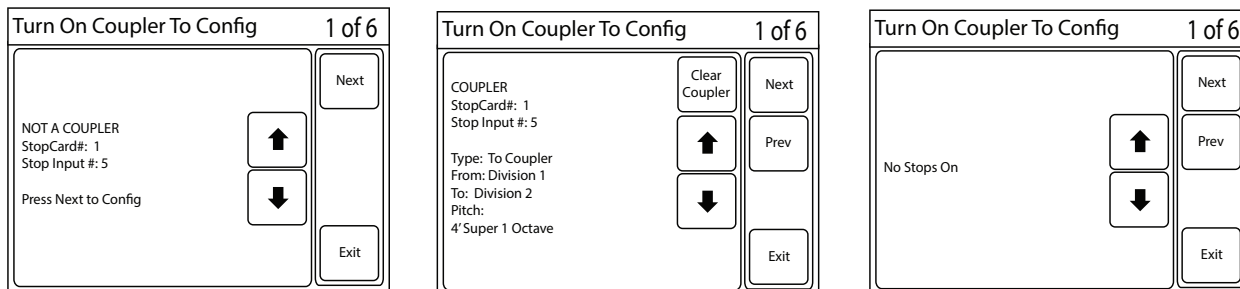 Turn On Coupler To Config 1 of 6
Next
NOT A COUPLER
StopCard#: 1
Stop Input #: 5
Press Next to Config
Exit
Turn On Coupler To Config 1 of 6
Clear
Coupler
Next
COUPLER
StopCard#: 1
Stop Input #: 5
Prev
Type: To Coupler
From: Division 1
To: Division 2
Pitch:
4' Super 1 Octave
Exit
Turn On Coupler To Config 1 of 6
Next
Prev
No Stops On
Exit